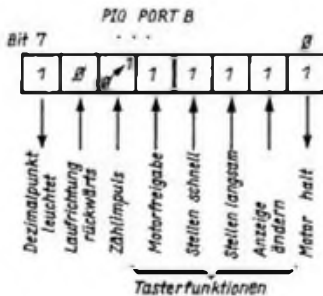 PIO PORT B
Bit 7 . . . Ø
1 Ø Ø↗1 1 1 1 1 1
Dezimalpunkt
leuchtet
Laufrichtung
rückwärts
Zählimpuls
Motorfreigabe
Stellen schnell
Stellen langsam
Anzeige
ändern
Motor halt
Tasterfunktionen